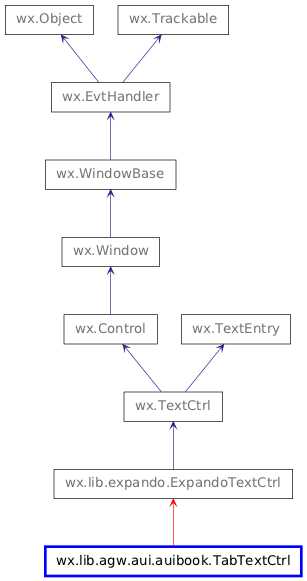 wx.Object
wx.Trackable
wx.EvtHandler
wx.WindowBase
wx.Window
wx.Control
wx.TextEntry
wx.TextCtrl
wx.lib.expando.ExpandoTextCtrl
wx.lib.agw.aui.auibook.TabTextCtrl